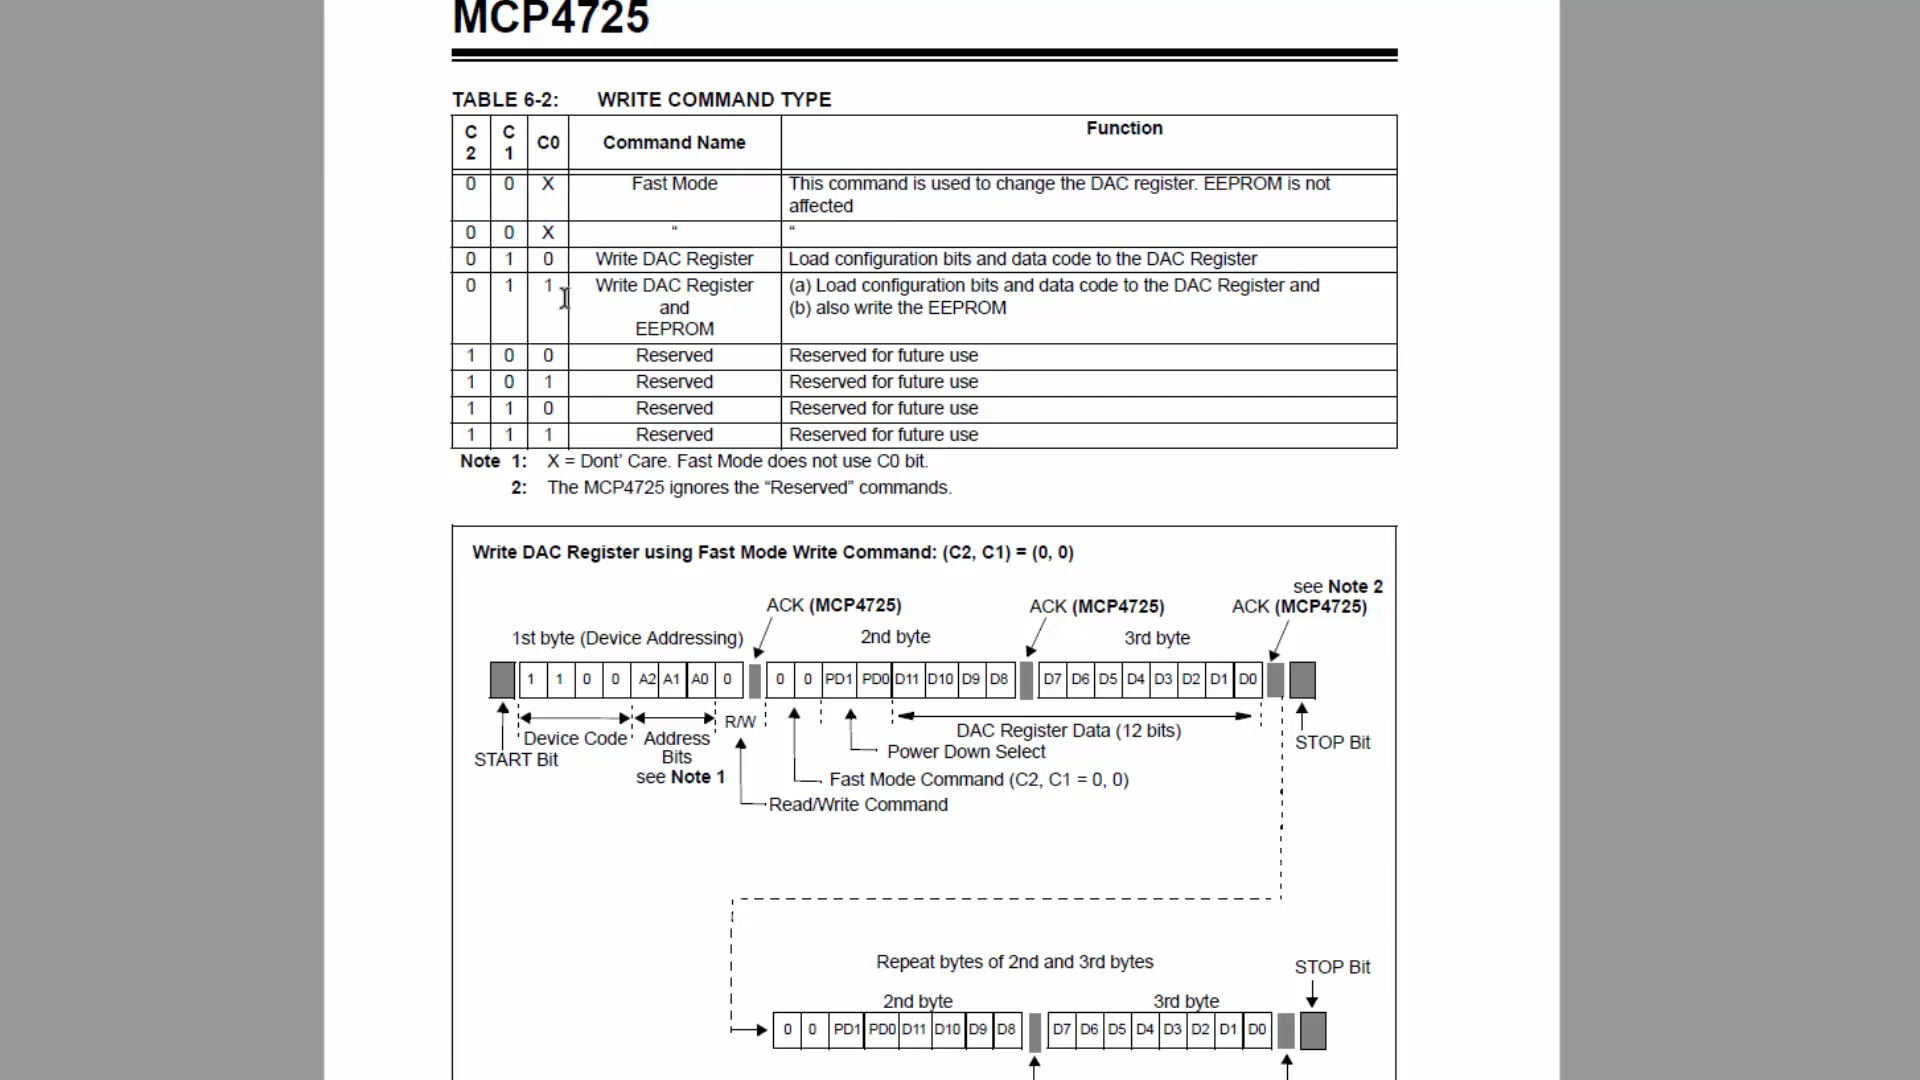 MCP4725
TABLE 6-2: WRITE COMMAND TYPE
C2 C1 C0 Command Name Function
0 0 X Fast Mode This command is used to change the DAC register. EEPROM is not
affected
0 0 X “ “
0 1 0 Write DAC Register Load configuration bits and data code to the DAC Register
0 1 1 Write DAC Register (a) Load configuration bits and data code to the DAC Register and
and (b) also write the EEPROM
EEPROM
1 0 0 Reserved Reserved for future use
1 0 1 Reserved Reserved for future use
1 1 0 Reserved Reserved for future use
1 1 1 Reserved Reserved for future use
Note 1: X = Dont’ Care. Fast Mode does not use C0 bit.
2: The MCP4725 ignores the “Reserved” commands.
Write DAC Register using Fast Mode Write Command: (C2, C1) = (0, 0)
see Note 2
ACK (MCP4725) ACK (MCP4725) ACK (MCP4725)
1st byte (Device Addressing) 2nd byte 3rd byte
1 1 0 0 A2 A1 A0 0 0 0 PD1 PD0 D11 D10 D9 D8 D7 D6 D5 D4 D3 D2 D1 D0
R/W
Device Code Address DAC Register Data (12 bits) STOP Bit
START Bit Bits Power Down Select
see Note 1 Fast Mode Command (C2, C1 = 0, 0)
Read/Write Command
Repeat bytes of 2nd and 3rd bytes STOP Bit
2nd byte 3rd byte
0 0 PD1 PD0 D11 D10 D9 D8 D7 D6 D5 D4 D3 D2 D1 D0